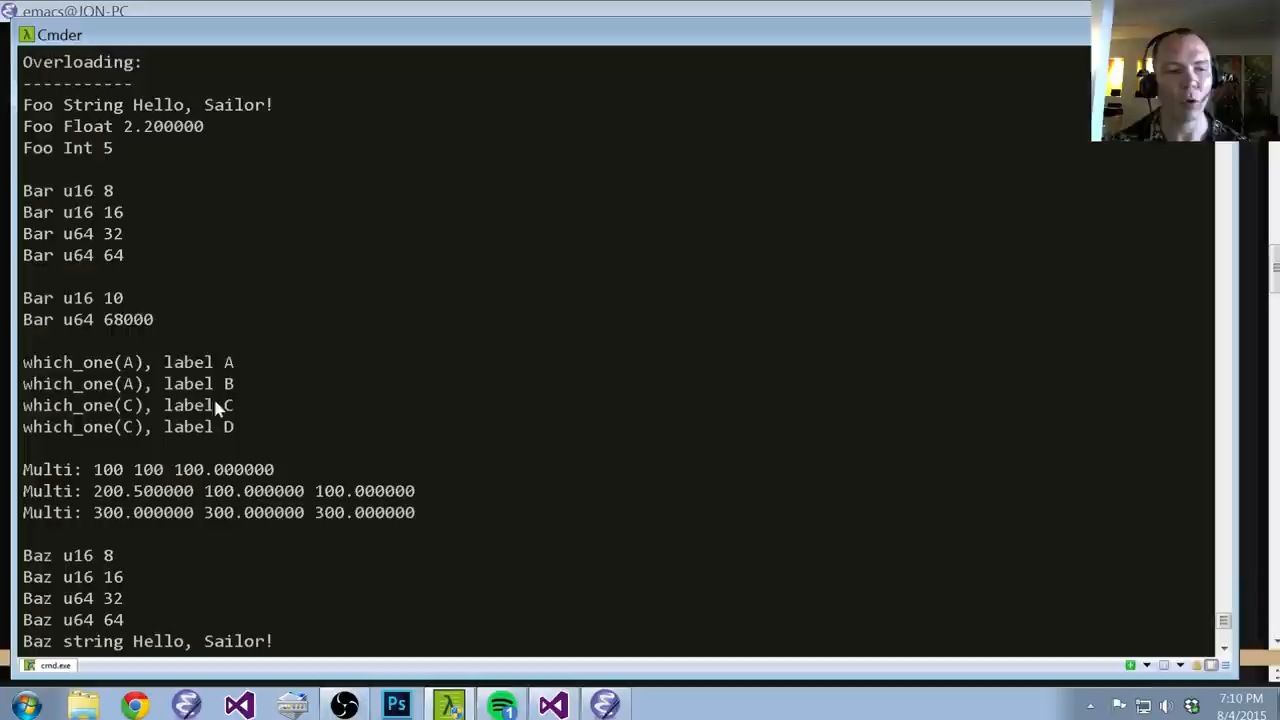 emacs@JON-PC
λ Cmder
Overloading:
-----------
Foo String Hello, Sailor!
Foo Float 2.200000
Foo Int 5
Bar u16 8
Bar u16 16
Bar u64 32
Bar u64 64
Bar u16 10
Bar u64 68000
which_one(A), label A
which_one(A), label B
which_one(C), label C
which_one(C), label D
Multi: 100 100 100.000000
Multi: 200.500000 100.000000 100.000000
Multi: 300.000000 300.000000 300.000000
Baz u16 8
Baz u16 16
Baz u64 32
Baz u64 64
Baz string Hello, Sailor!
cmd.exe
Ps
λ
1
7:10 PM
8/4/2015